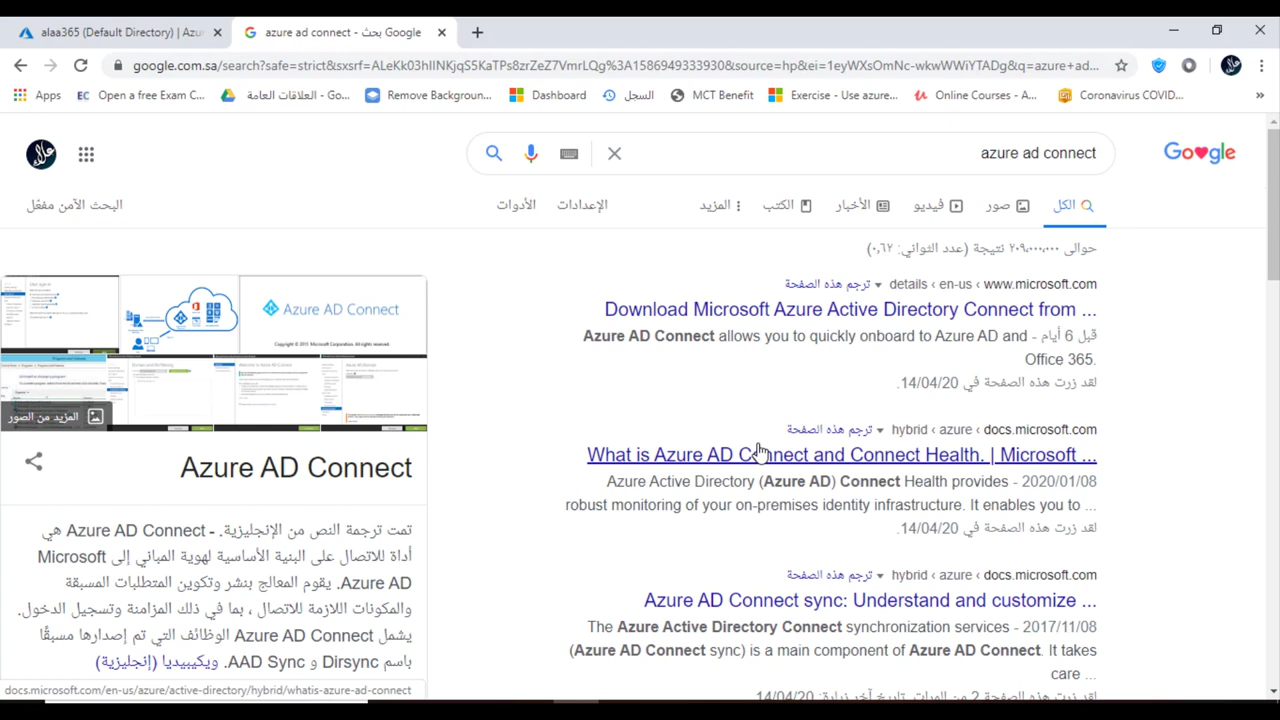 alaa365 (Default Directory) | Azur
azure ad connect - بحث Google
google.com.sa/search?safe=strict&sxsrf=ALeKk03hIINKjqS5KaTPs8zrZeZ7VmrLQg%3A1586949333930&source=hp&ei=1eyWXsOmNc-wkwWWiYTADg&q=azure+ad...
Apps
Open a free Exam C...
العلاقات العامة - Go...
Remove Backgroun...
Dashboard
السجل
MCT Benefit
Exercise - Use azure...
Online Courses - A...
Coronavirus COVID...
azure ad connect
Google
الكل
صور
فيديو
الأخبار
الكتب
المزيد
الإعدادات
الأدوات
البحث الآمن مفعّل
حوالى ٢٠٩,٠٠٠,٠٠٠ نتيجة (عدد الثواني: ٠,٦٢)
www.microsoft.com › en-us › details ترجم هذه الصفحة
Download Microsoft Azure Active Directory Connect from ...
قبل 6 أيام - Azure AD Connect allows you to quickly onboard to Azure AD and
Office 365.
لقد زرت هذه الصفحة في 14/04/20.
docs.microsoft.com › azure › hybrid ترجم هذه الصفحة
What is Azure AD Connect and Connect Health. | Microsoft ...
2020/01/08 - Azure Active Directory (Azure AD) Connect Health provides
robust monitoring of your on-premises identity infrastructure. It enables you to ...
لقد زرت هذه الصفحة في 14/04/20.
docs.microsoft.com › azure › hybrid ترجم هذه الصفحة
Azure AD Connect sync: Understand and customize ...
2017/11/08 - The Azure Active Directory Connect synchronization services
(Azure AD Connect sync) is a main component of Azure AD Connect. It takes
care ...
Azure AD Connect
Copyright © 2015 Microsoft Corporation. All rights reserved.
المزيد من الصور
Azure AD Connect
تمت ترجمة النص من الإنجليزية. - Azure AD Connect هي
أداة للاتصال على البنية الأساسية لهوية المباني إلى Microsoft
Azure AD. يقوم المعالج بنشر وتكوين المتطلبات المسبقة
والمكونات اللازمة للاتصال ، بما في ذلك المزامنة وتسجيل الدخول.
يشمل Azure AD Connect الوظائف التي تم إصدارها مسبقًا
باسم Dirsync و AAD Sync. ويكيبيديا (إنجليزية)
docs.microsoft.com/en-us/azure/active-directory/hybrid/whatis-azure-ad-connect